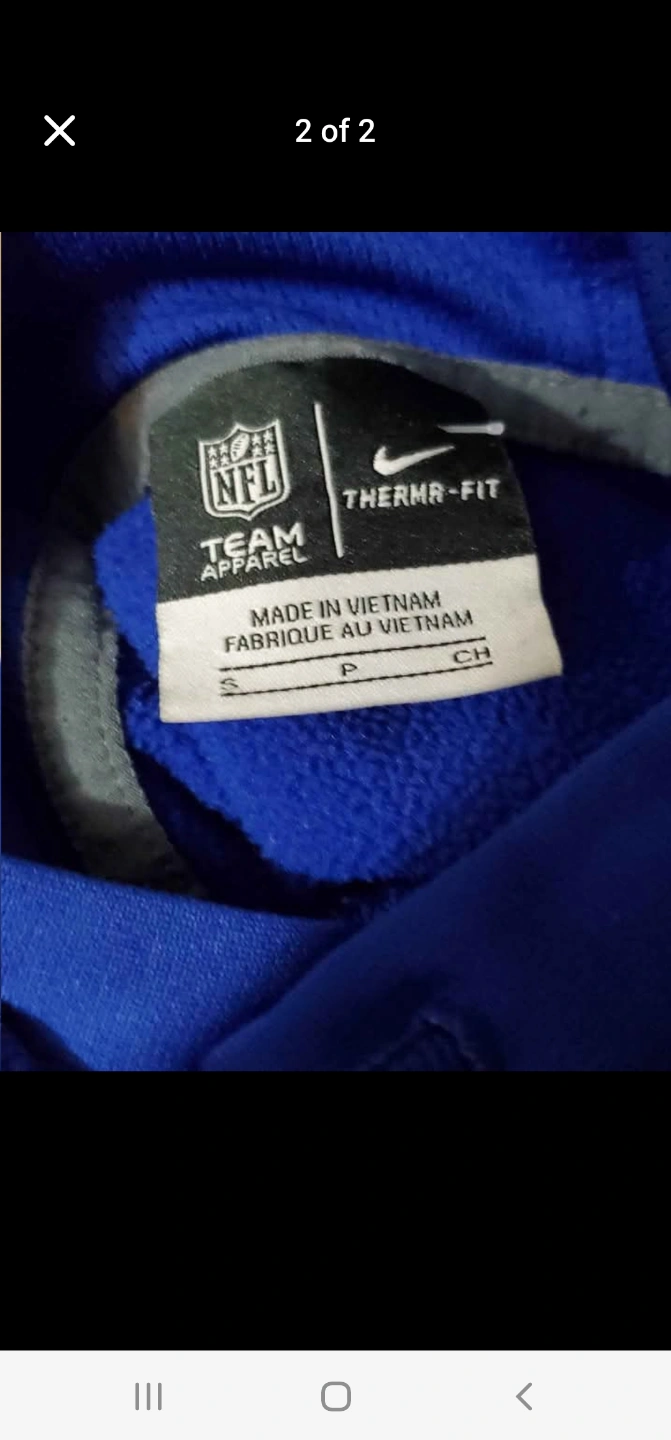 2 of 2
NFL
TEAM
APPAREL
THERMA-FIT
MADE IN VIETNAM
FABRIQUE AU VIETNAM
S P CH